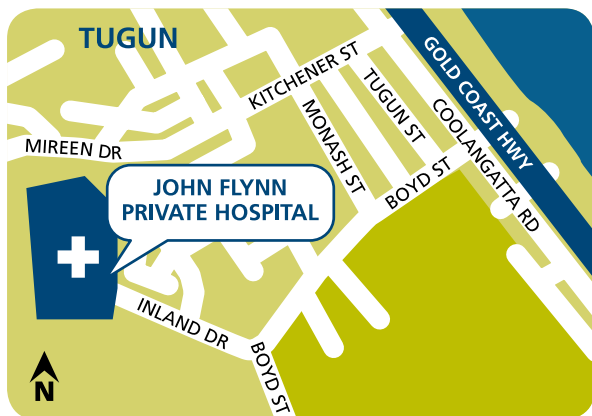 TUGUN
GOLD COAST HWY
KITCHENER ST
TUGUN ST
COOLANGATTA RD
MONASH ST
MIREEN DR
BOYD ST
JOHN FLYNN
PRIVATE HOSPITAL
INLAND DR
BOYD ST
N